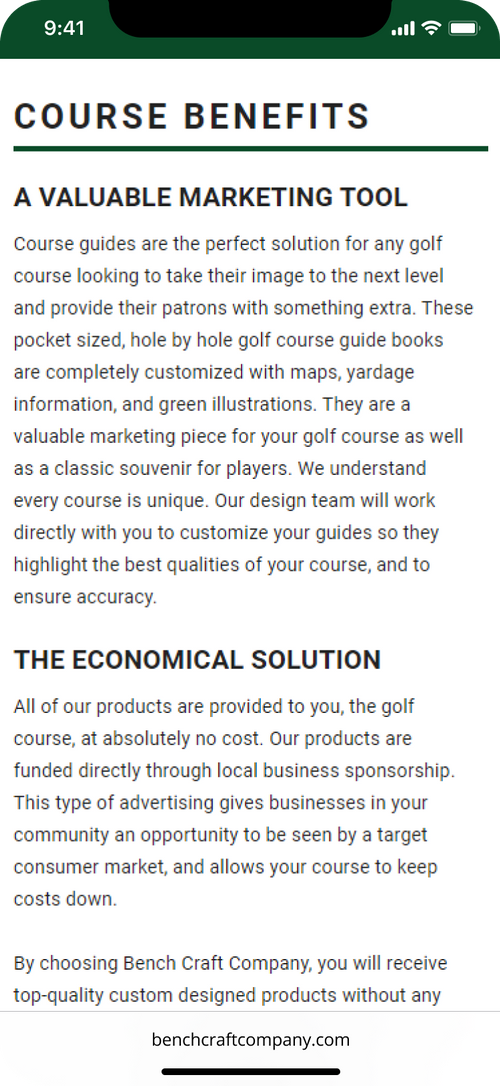 9:41
COURSE BENEFITS
A VALUABLE MARKETING TOOL
Course guides are the perfect solution for any golf
course looking to take their image to the next level
and provide their patrons with something extra. These
pocket sized, hole by hole golf course guide books
are completely customized with maps, yardage
information, and green illustrations. They are a
valuable marketing piece for your golf course as well
as a classic souvenir for players. We understand
every course is unique. Our design team will work
directly with you to customize your guides so they
highlight the best qualities of your course, and to
ensure accuracy.
THE ECONOMICAL SOLUTION
All of our products are provided to you, the golf
course, at absolutely no cost. Our products are
funded directly through local business sponsorship.
This type of advertising gives businesses in your
community an opportunity to be seen by a target
consumer market, and allows your course to keep
costs down.
By choosing Bench Craft Company, you will receive
top-quality custom designed products without any
benchcraftcompany.com